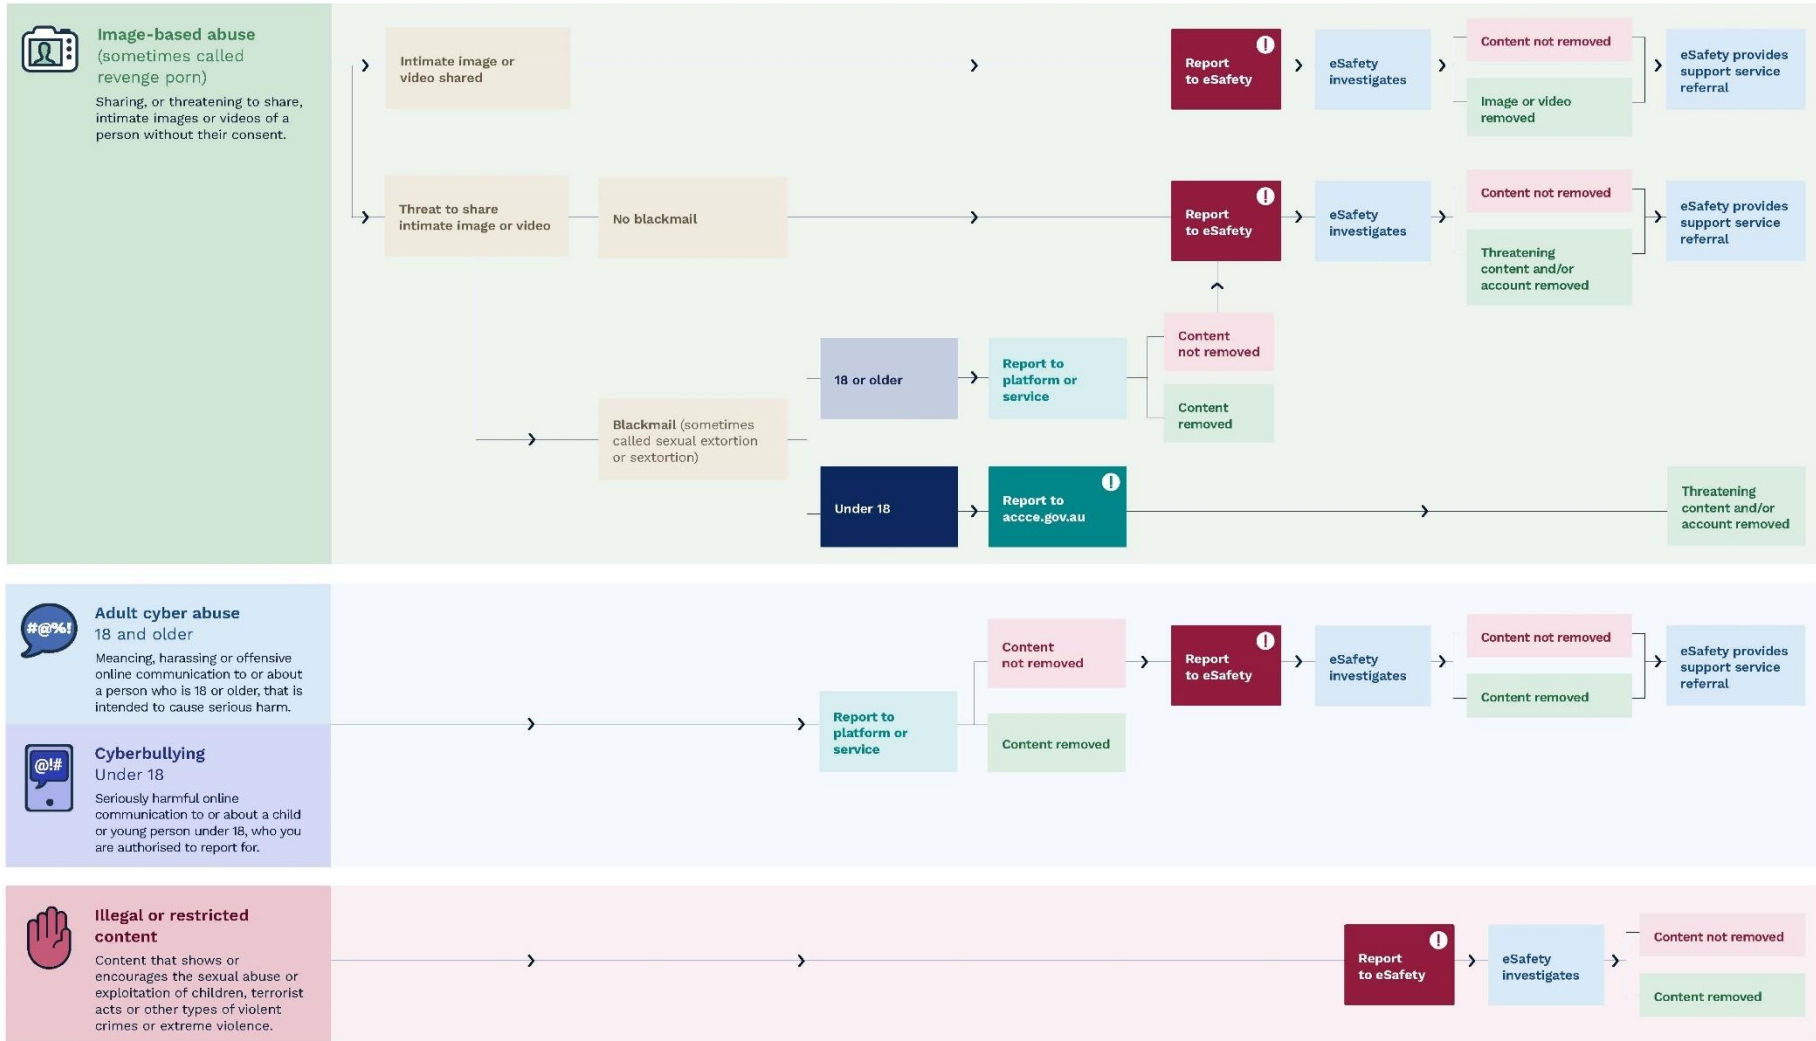 Image-based abuse
(sometimes called
revenge porn)
Sharing, or threatening to share,
intimate images or videos of a
person without their consent.
Intimate image or
video shared
Report
to eSafety
eSafety
investigates
Content not removed
Image or video
removed
eSafety provides
support service
referral
Threat to share
intimate image or video
No blackmail
Report
to eSafety
eSafety
investigates
Content not removed
Threatening
content and/or
account removed
eSafety provides
support service
referral
Blackmail (sometimes
called sexual extortion
or sextortion)
18 or older
Report to
platform or
service
Content
not removed
Content
removed
Under 18
Report to
accce.gov.au
Threatening
content and/or
account removed
#@%!
Adult cyber abuse
18 and older
Meancing, harassing or offensive
online communication to or about
a person who is 18 or older, that is
intended to cause serious harm.
@!#
Cyberbullying
Under 18
Seriously harmful online
communication to or about a child
or young person under 18, who you
are authorised to report for.
Report to
platform or
service
Content
not removed
Content removed
Report
to eSafety
eSafety
investigates
Content not removed
Content removed
eSafety provides
support service
referral
Illegal or restricted
content
Content that shows or
encourages the sexual abuse or
exploitation of children, terrorist
acts or other types of violent
crimes or extreme violence.
Report
to eSafety
eSafety
investigates
Content not removed
Content removed